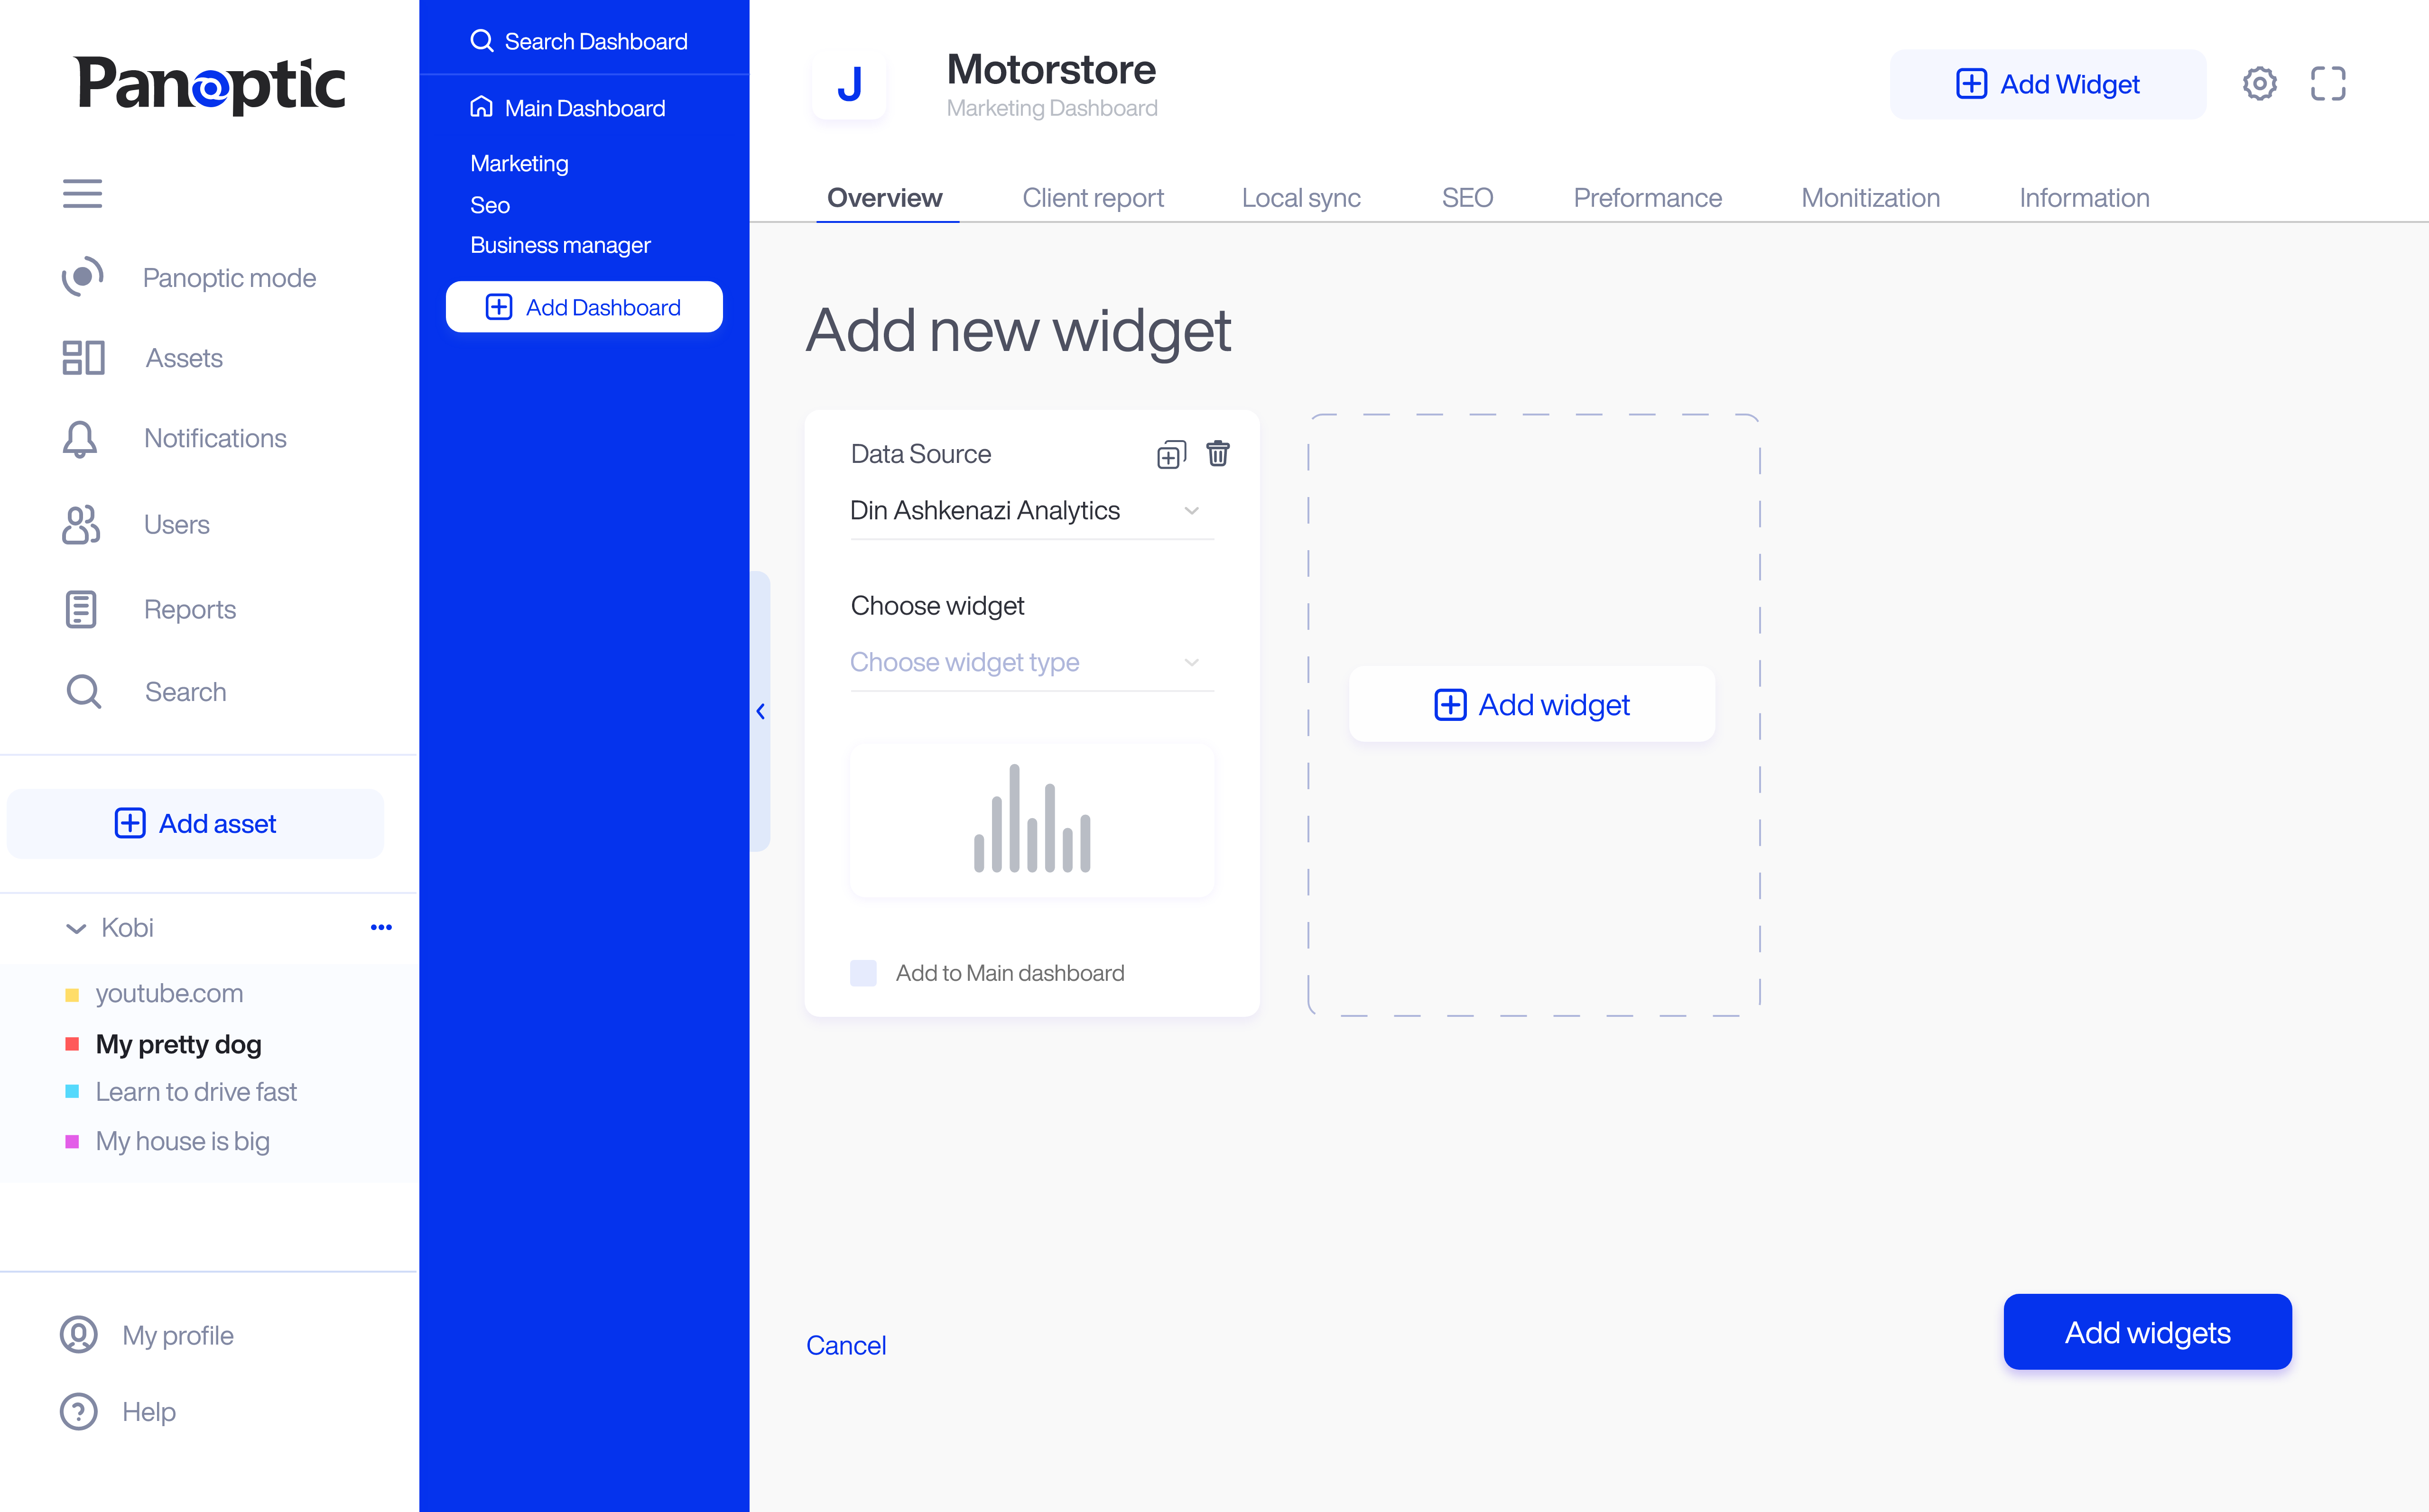 Panoptic
Panoptic mode
Assets
Notifications
Users
Reports
Search
Add asset
Kobi
youtube.com
My pretty dog
Learn to drive fast
My house is big
My profile
Help
Search Dashboard
Main Dashboard
Marketing
Seo
Business manager
Add Dashboard
J
Motorstore
Marketing Dashboard
Add Widget
Overview Client report Local sync SEO Preformance Monitization Information
Add new widget
Data Source
Din Ashkenazi Analytics
Choose widget
Choose widget type
Add to Main dashboard
Add widget
Cancel
Add widgets